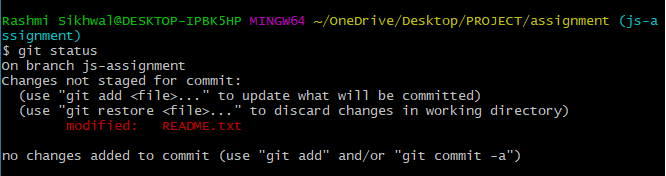 Rashmi Sikhwal@DESKTOP-IPBK5HP MINGW64 ~/OneDrive/Desktop/PROJECT/assignment (js-a
ssignment)
$ git status
On branch js-assignment
Changes not staged for commit:
  (use "git add <file>..." to update what will be committed)
  (use "git restore <file>..." to discard changes in working directory)
        modified:   README.txt

no changes added to commit (use "git add" and/or "git commit -a")